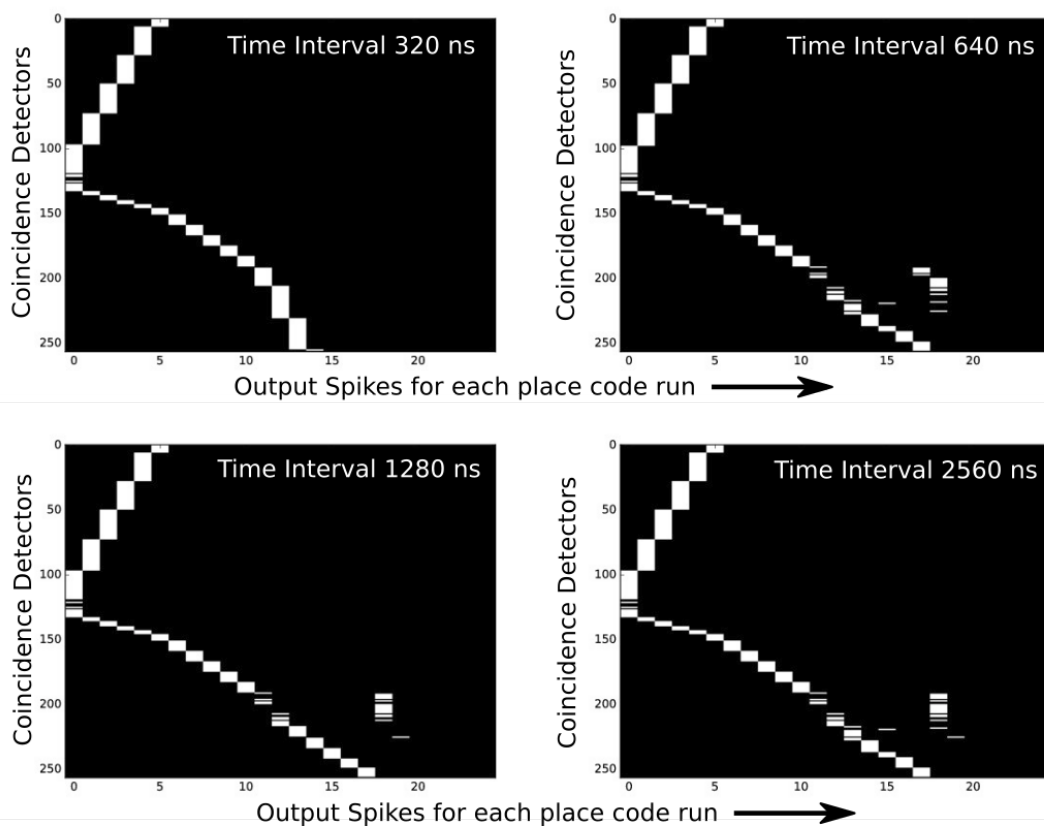 Time Interval 320 ns
Coincidence Detectors
0
50
100
150
200
250
0 5 10 15 20
Time Interval 640 ns
Coincidence Detectors
0
50
100
150
200
250
0 5 10 15 20
Output Spikes for each place code run
Time Interval 1280 ns
Coincidence Detectors
0
50
100
150
200
250
0 5 10 15 20
Time Interval 2560 ns
Coincidence Detectors
0
50
100
150
200
250
0 5 10 15 20
Output Spikes for each place code run